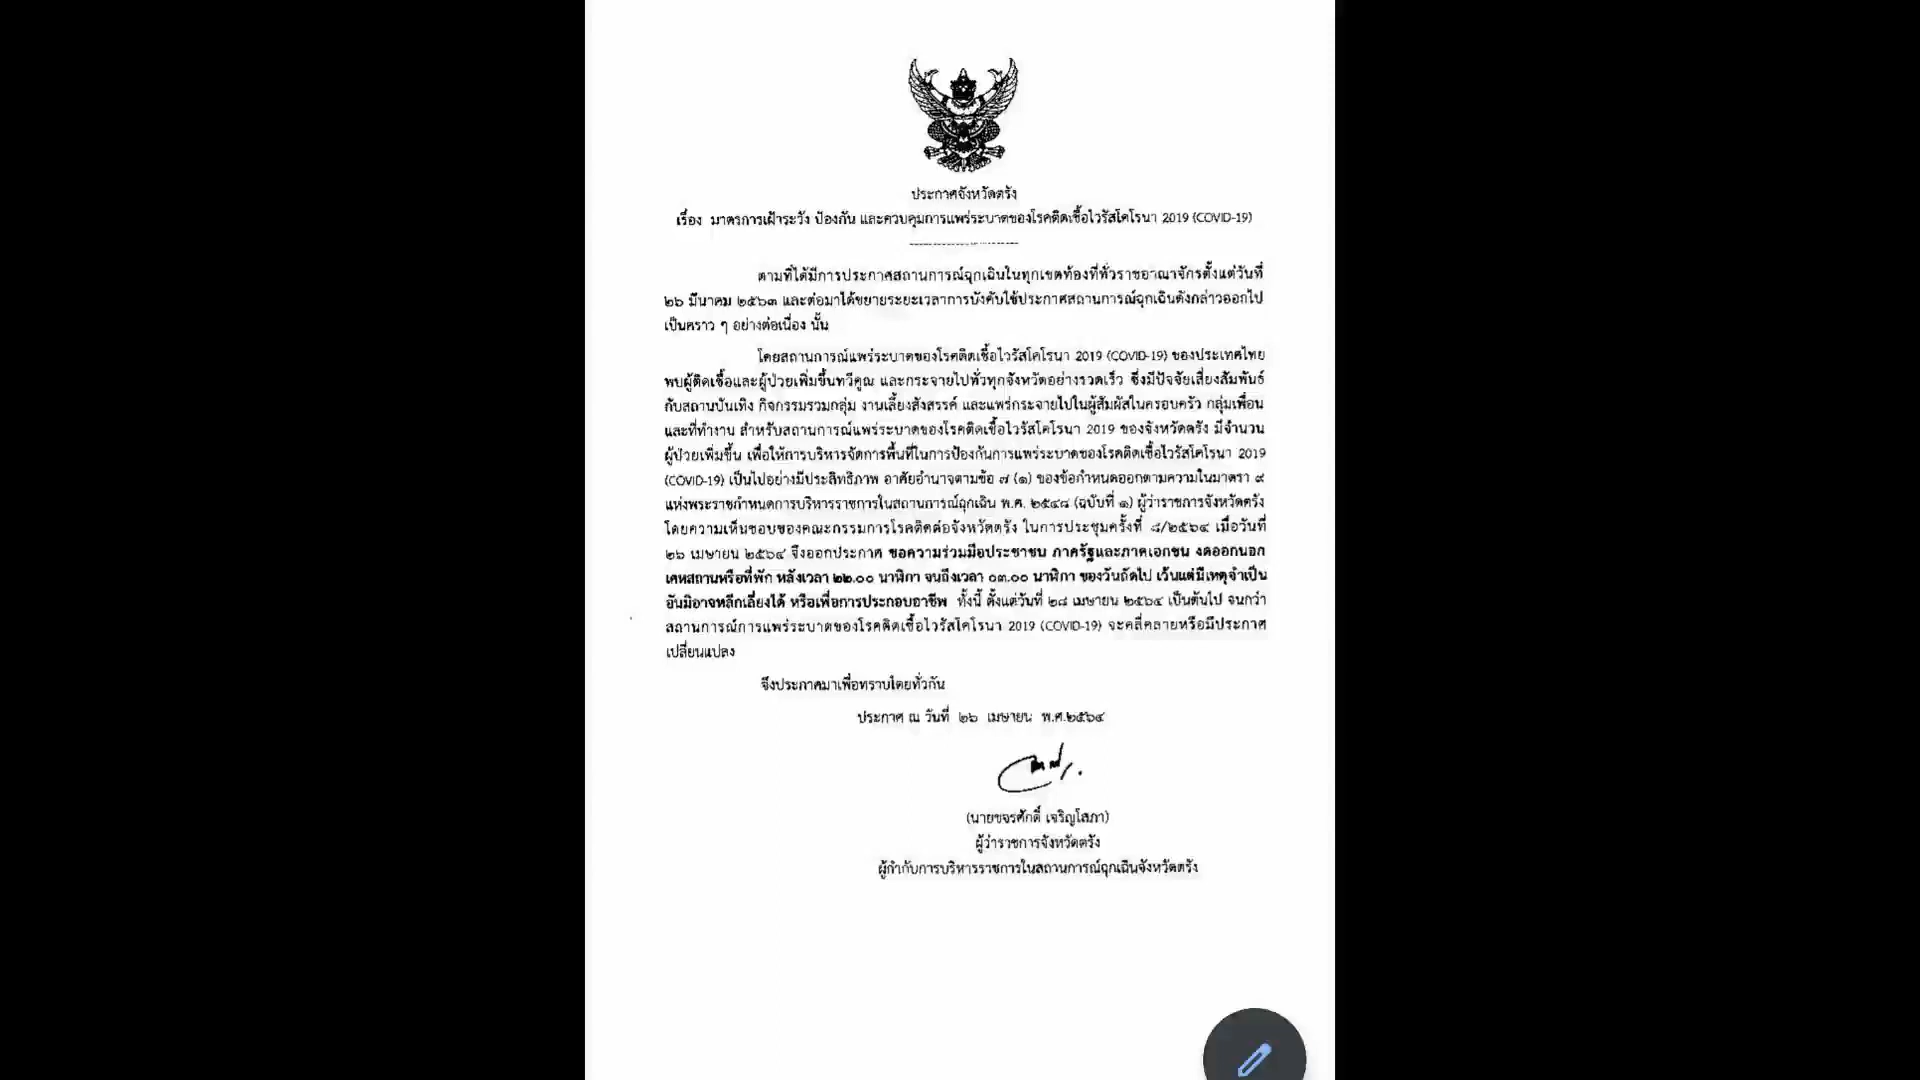 ประกาศจังหวัดตรัง
เรื่อง มาตรการเฝ้าระวัง ป้องกัน และควบคุมการแพร่ระบาดของโรคติดเชื้อไวรัสโคโรนา 2019 (COVID-19)
ตามที่ได้มีการประกาศสถานการณ์ฉุกเฉินในทุกเขตท้องที่ทั่วราชอาณาจักรตั้งแต่วันที่
๒๖ มีนาคม ๒๕๖๓ และต่อมาได้ขยายระยะเวลาการบังคับใช้ประกาศสถานการณ์ฉุกเฉินดังกล่าวออกไป
เป็นคราว ๆ อย่างต่อเนื่อง นั้น
โดยสถานการณ์แพร่ระบาดของโรคติดเชื้อไวรัสโคโรนา 2019 (COVID-19) ของประเทศไทย
พบผู้ติดเชื้อและผู้ป่วยเพิ่มขึ้นทวีคูณ และกระจายไปทั่วทุกจังหวัดอย่างรวดเร็ว ซึ่งมีปัจจัยเสี่ยงสัมพันธ์
กับสถานบันเทิง กิจกรรมรวมกลุ่ม งานเลี้ยงสังสรรค์ และแพร่กระจายไปในผู้สัมผัสในครอบครัว กลุ่มเพื่อน
และที่ทำงาน สำหรับสถานการณ์แพร่ระบาดของโรคติดเชื้อไวรัสโคโรนา 2019 ของจังหวัดตรัง มีจำนวน
ผู้ป่วยเพิ่มขึ้น เพื่อให้การบริหารจัดการพื้นที่ในการป้องกันการแพร่ระบาดของโรคติดเชื้อไวรัสโคโรนา 2019
(COVID-19) เป็นไปอย่างมีประสิทธิภาพ อาศัยอำนาจตามข้อ ๗ (๑) ของข้อกำหนดออกตามความในมาตรา ๙
แห่งพระราชกำหนดการบริหารราชการในสถานการณ์ฉุกเฉิน พ.ศ. ๒๕๔๘ (ฉบับที่ ๑) ผู้ว่าราชการจังหวัดตรัง
โดยความเห็นชอบของคณะกรรมการโรคติดต่อจังหวัดตรัง ในการประชุมครั้งที่ ๘/๒๕๖๔ เมื่อวันที่
๒๖ เมษายน ๒๕๖๔ จึงออกประกาศ ขอความร่วมมือประชาชน ภาครัฐและภาคเอกชน งดออกนอก
เคหสถานหรือที่พัก หลังเวลา ๒๒.๐๐ นาฬิกา จนถึงเวลา ๐๓.๐๐ นาฬิกา ของวันถัดไป เว้นแต่มีเหตุจำเป็น
อันมิอาจหลีกเลี่ยงได้ หรือเพื่อการประกอบอาชีพ ทั้งนี้ ตั้งแต่วันที่ ๒๘ เมษายน ๒๕๖๔ เป็นต้นไป จนกว่า
สถานการณ์การแพร่ระบาดของโรคติดเชื้อไวรัสโคโรนา 2019 (COVID-19) จะคลี่คลายหรือมีประกาศ
เปลี่ยนแปลง
จึงประกาศมาเพื่อทราบโดยทั่วกัน
ประกาศ ณ วันที่ ๒๖ เมษายน พ.ศ.๒๕๖๔
(นายขจรศักดิ์ เจริญโสภา)
ผู้ว่าราชการจังหวัดตรัง
ผู้กำกับการบริหารราชการในสถานการณ์ฉุกเฉินจังหวัดตรัง